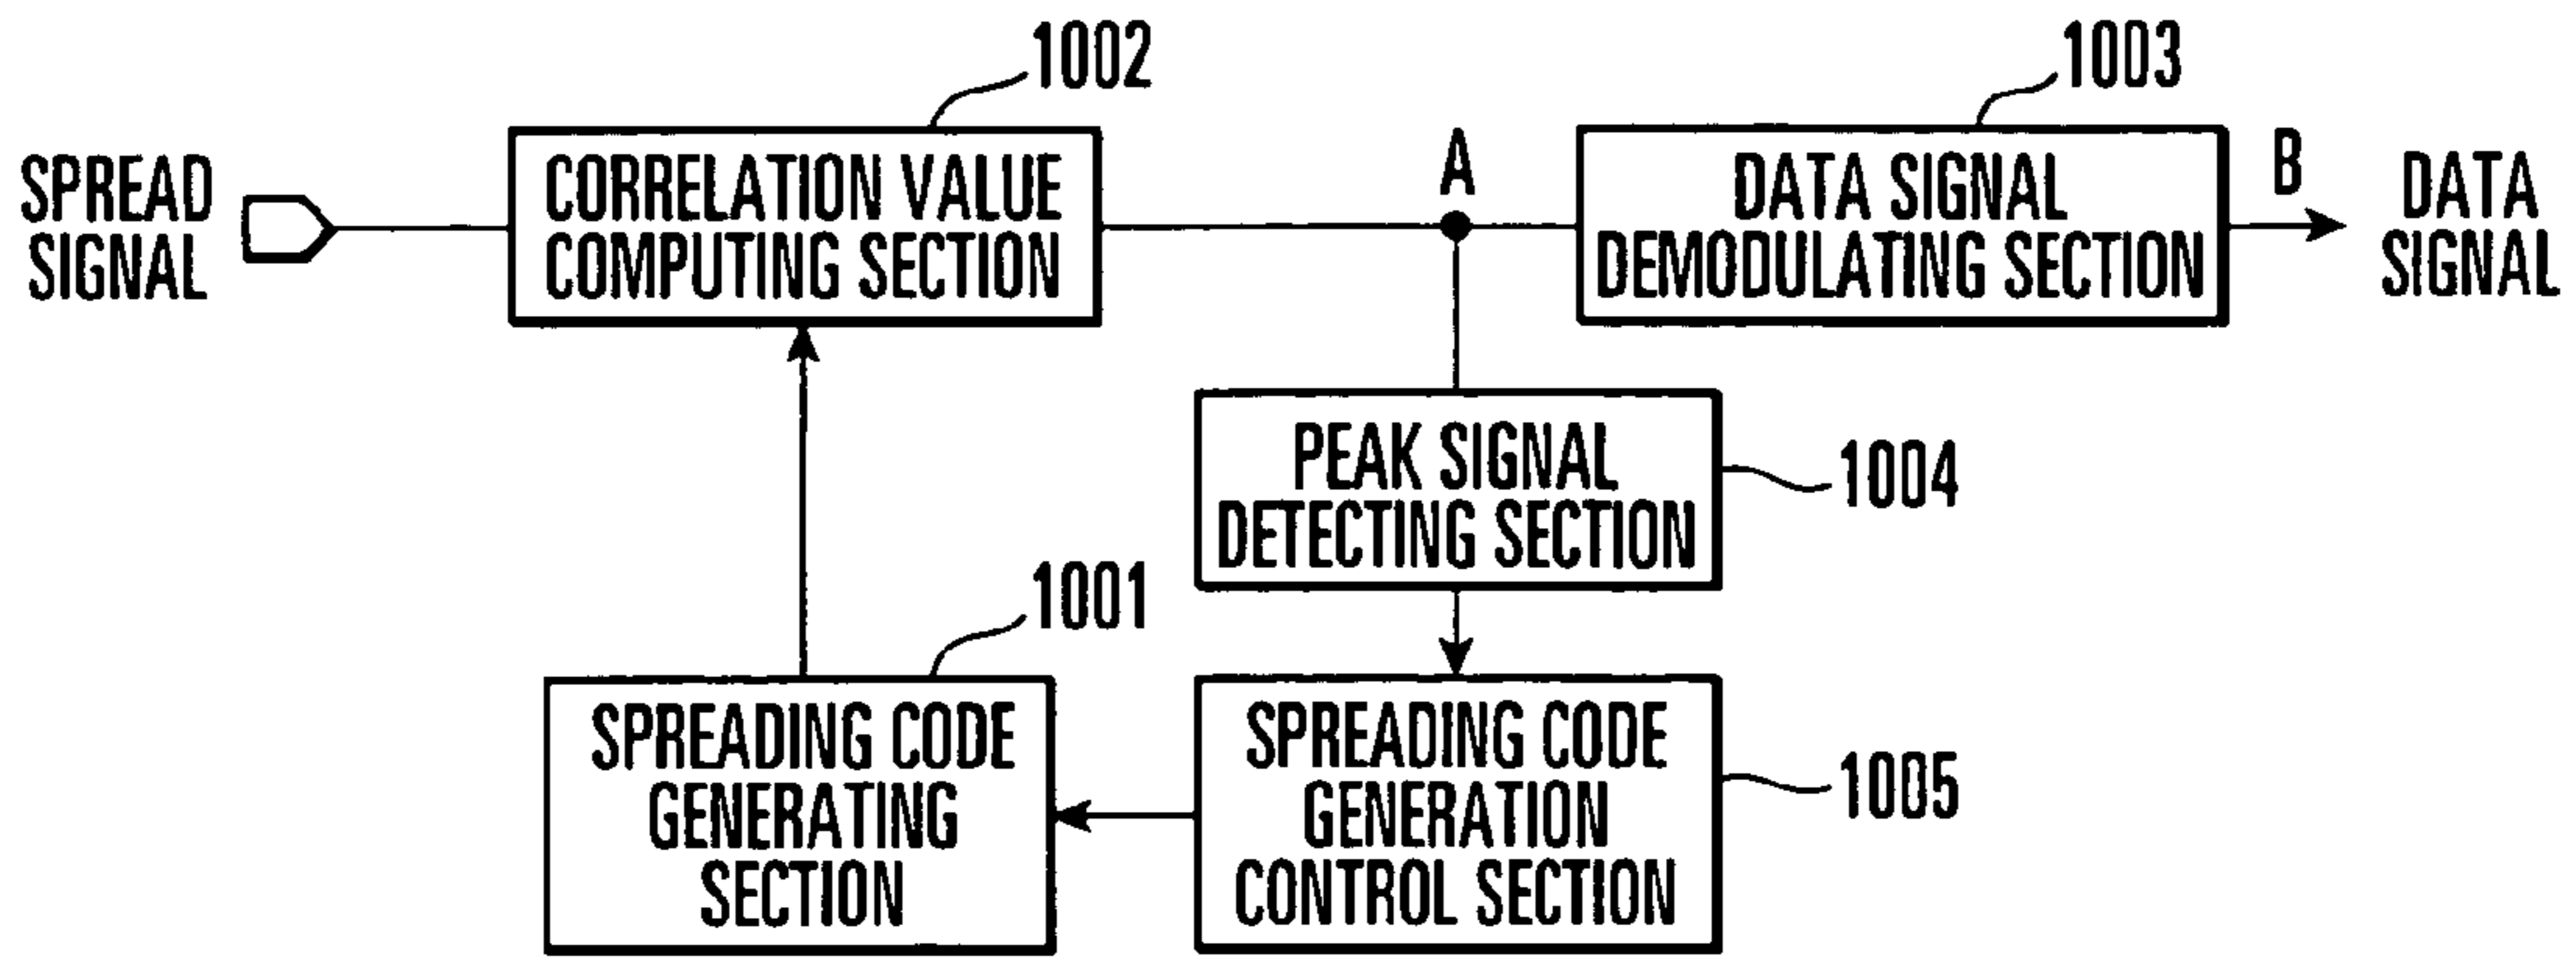 1002
1003
SPREAD
SIGNAL
CORRELATION VALUE
COMPUTING SECTION
A
DATA SIGNAL
DEMODULATING SECTION
B
DATA
SIGNAL
PEAK SIGNAL
DETECTING SECTION
1004
1001
SPREADING CODE
GENERATING
SECTION
SPREADING CODE
GENERATION
CONTROL SECTION
1005